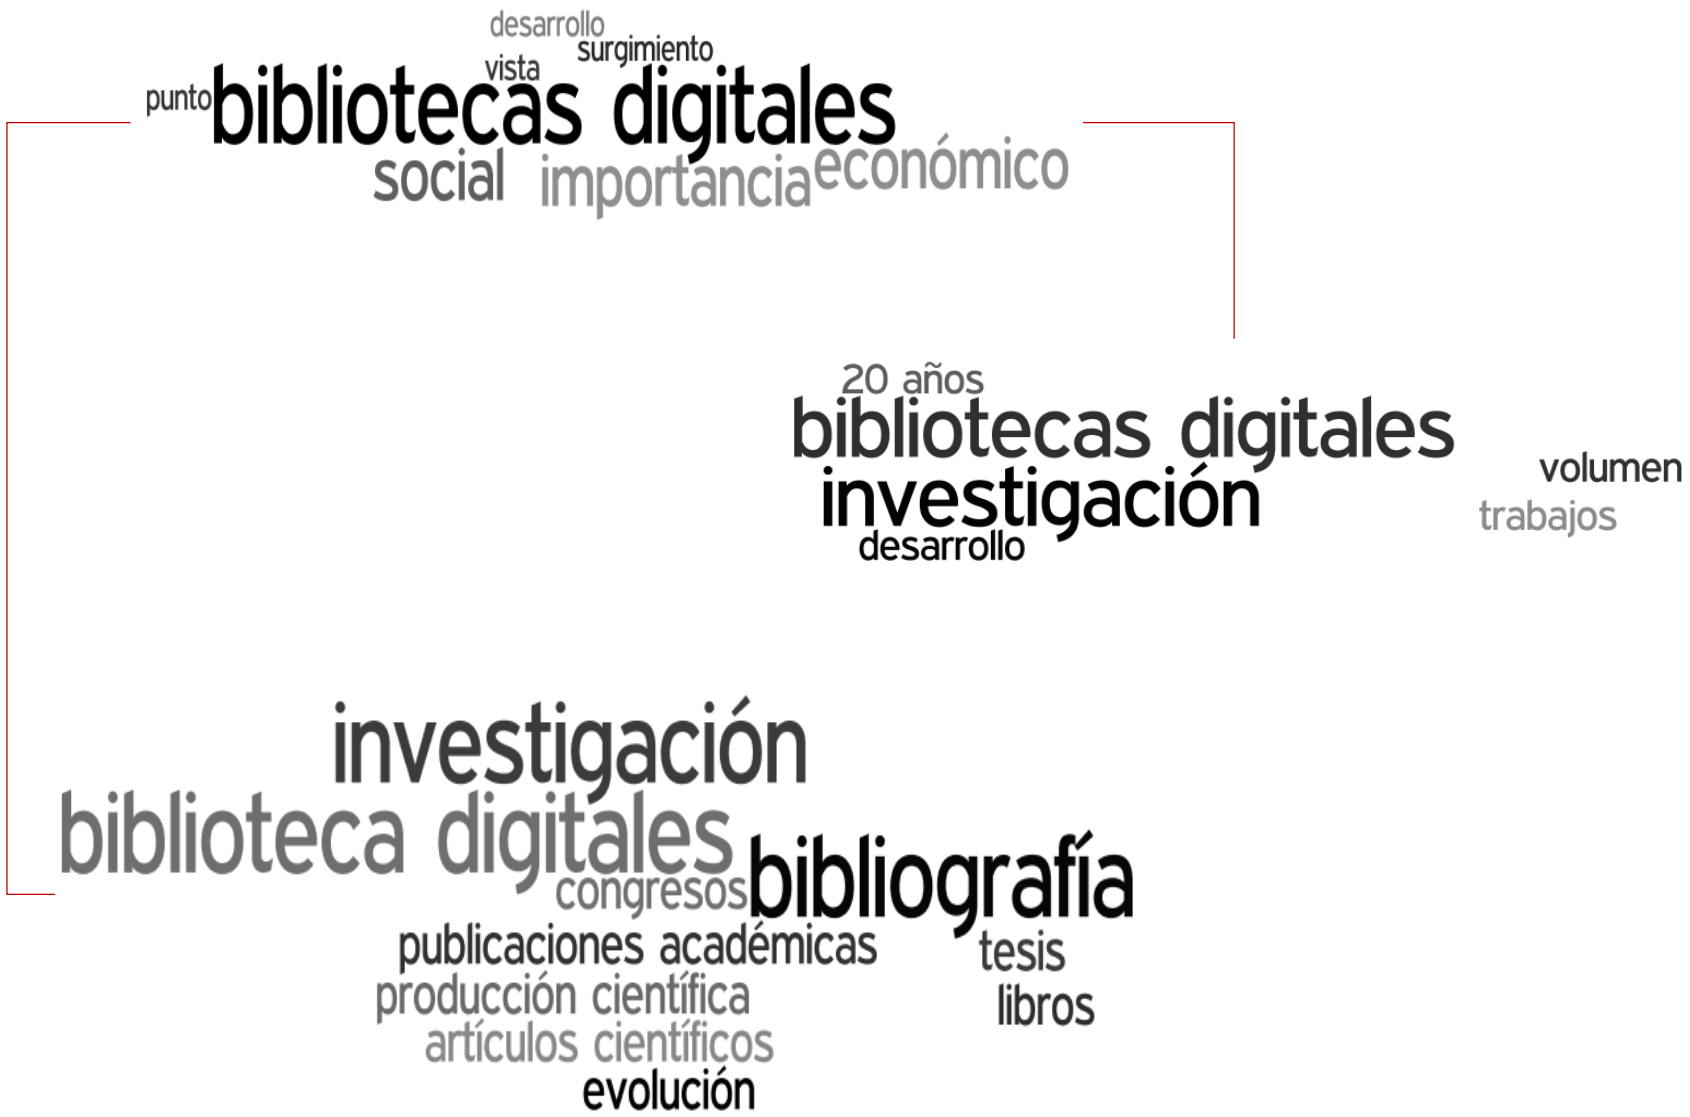 desarrollo
surgimiento
vista
punto
bibliotecas digitales
social importancia económico
20 años
bibliotecas digitales
volumen
investigación
trabajos
desarrollo
investigación
biblioteca digitales
congresos bibliografía
publicaciones académicas tesis
producción científica libros
artículos científicos
evolución